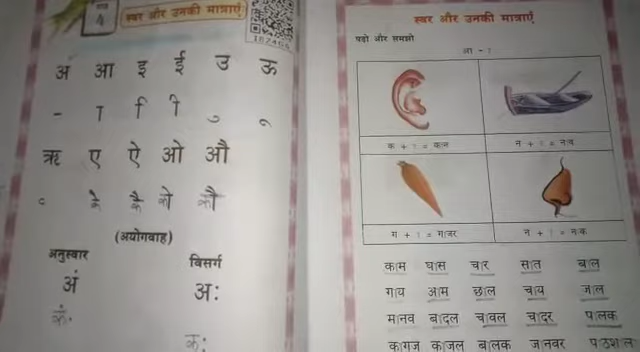 पाठ
4
स्वर और उनकी मात्राएँ
अं आ इ ई उ ऊ
- ा ि ी ु ू
ऋ ए ऐ ओ औ
के कै को कौ
(अयोगवाह)
अनुस्वार विसर्ग
अं अः
कं. कः
स्वर और उनकी मात्राएँ
पढ़ो और समझो
आ - ा
क + ा = कान
न + ा = नाव
ग + ा = गाजर
न + ा = नाक
काम घास चार सात बाल
गाय आम छाल चाय जाल
मानव बादल चावल चादर पालक
कागज काजल बालक जानवर पाठशाला